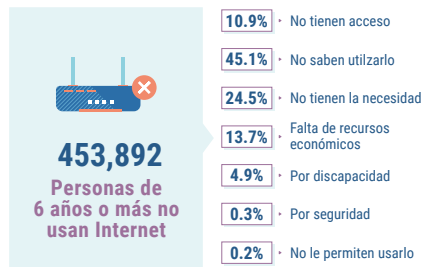 453,892
Personas de
6 años o más no
usan Internet
10.9% No tienen acceso
45.1% No saben utilzarlo
24.5% No tienen la necesidad
13.7% Falta de recursos
económicos
4.9% Por discapacidad
0.3% Por seguridad
0.2% No le permiten usarlo